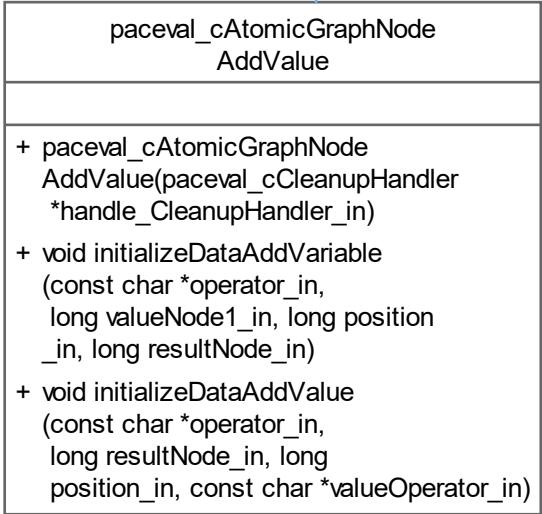 paceval_cAtomicGraphNode
AddValue
+ paceval_cAtomicGraphNode
AddValue(paceval_cCleanupHandler
*handle_CleanupHandler_in)
+ void initializeDataAddVariable
(const char *operator_in,
long valueNode1_in, long position
_in, long resultNode_in)
+ void initializeDataAddValue
(const char *operator_in,
long resultNode_in, long
position_in, const char *valueOperator_in)